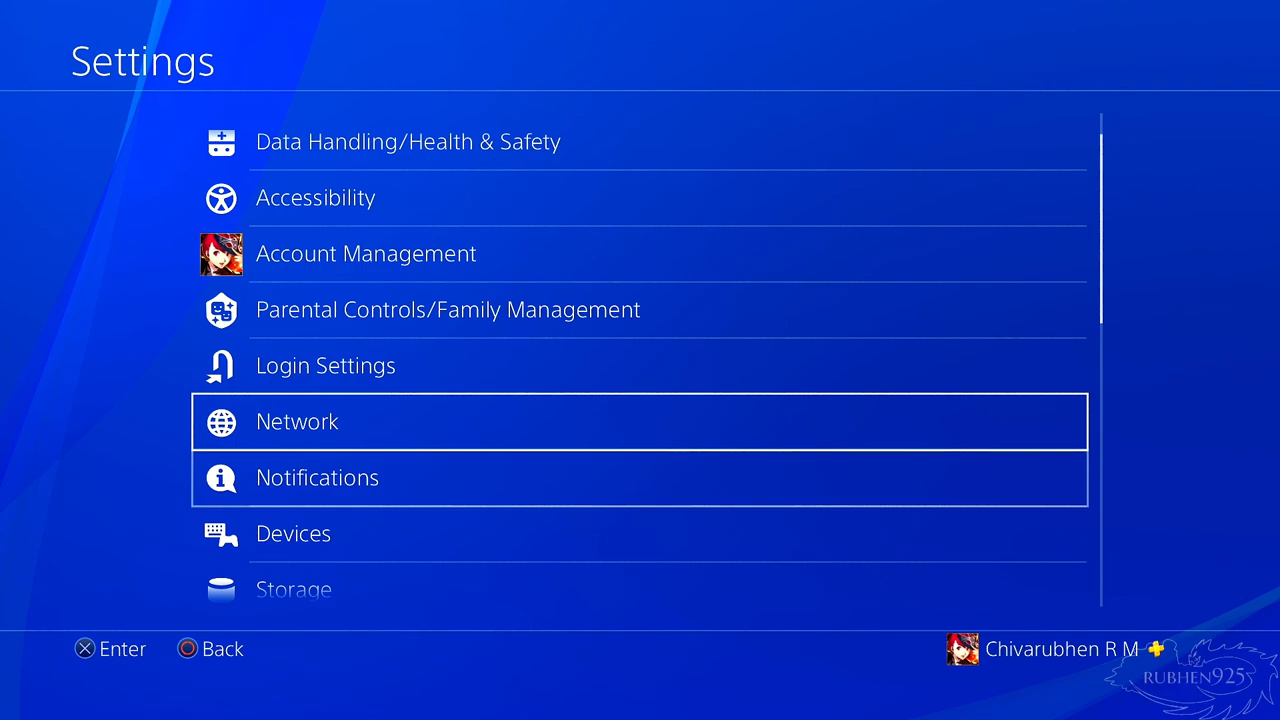 Settings
Data Handling/Health & Safety
Accessibility
Account Management
Parental Controls/Family Management
Login Settings
Network
Notifications
Devices
Storage
Enter
Back
Chivarubhen R M
RUBHEN925